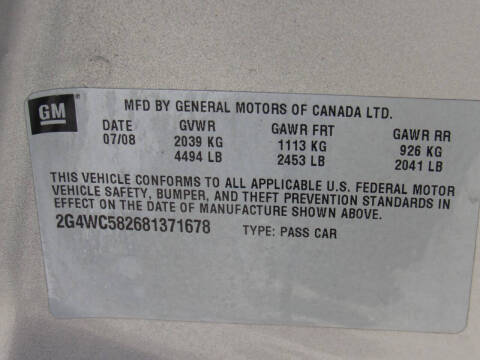 GM
MFD BY GENERAL MOTORS OF CANADA LTD.
DATE GVWR GAWR FRT GAWR RR
07/08 2039 KG 1113 KG 926 KG
4494 LB 2453 LB 2041 LB
THIS VEHICLE CONFORMS TO ALL APPLICABLE U.S. FEDERAL MOTOR
VEHICLE SAFETY, BUMPER, AND THEFT PREVENTION STANDARDS IN
EFFECT ON THE DATE OF MANUFACTURE SHOWN ABOVE.
2G4WC582681371678 TYPE: PASS CAR